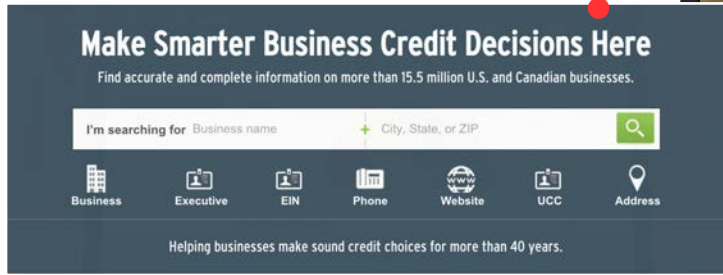 Make Smarter Business Credit Decisions Here
Find accurate and complete information on more than 15.5 million U.S. and Canadian businesses.
I'm searching for Business name + City, State, or ZIP
Business Executive EIN Phone Website UCC Address
Helping businesses make sound credit choices for more than 40 years.